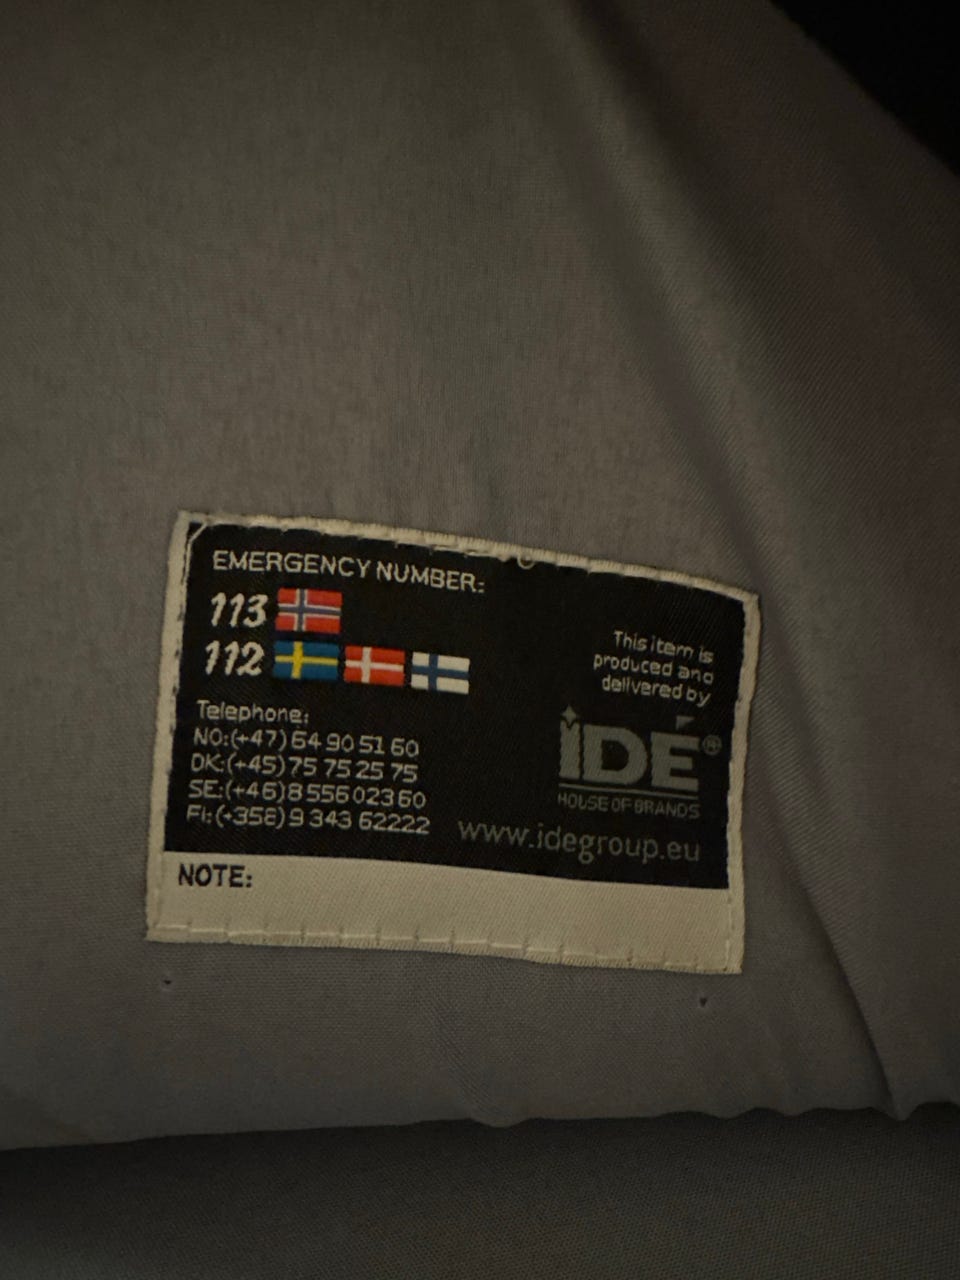 EMERGENCY NUMBER:
113
112
This item is
produced and
delivered by
IDÉ®
HOUSE OF BRANDS
www.idegroup.eu
Telephone:
NO:(+47) 64 90 51 60
DK:(+45) 75 75 25 75
SE:(+46)8 556 023 60
FI:(+358) 9 343 62222
NOTE: